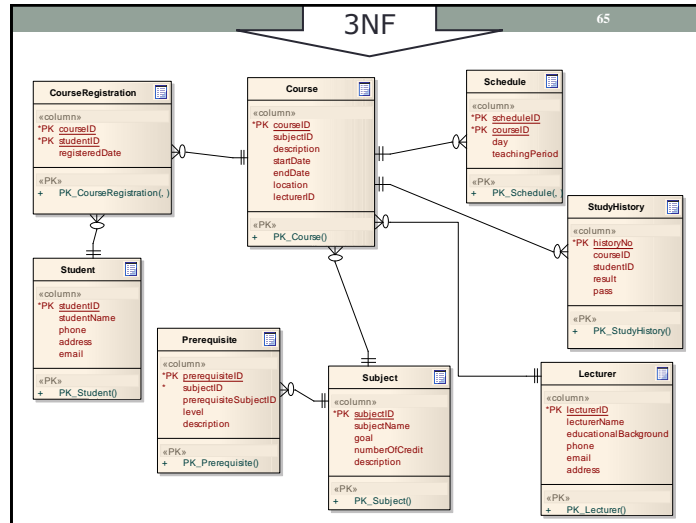 3NF
65
CourseRegistration
«column»
*PK courseID
*PK studentID
registeredDate
«PK»
+ PK_CourseRegistration(, )
Course
«column»
*PK courseID
subjectID
description
startDate
endDate
location
lecturerID
«PK»
+ PK_Course()
Schedule
«column»
*PK scheduleID
*PK courseID
day
teachingPeriod
«PK»
+ PK_Schedule(, )
StudyHistory
«column»
*PK historyNo
courseID
studentID
result
pass
«PK»
+ PK_StudyHistory()
Student
«column»
*PK studentID
studentName
phone
address
email
«PK»
+ PK_Student()
Prerequisite
«column»
*PK prerequisiteID
* subjectID
prerequisiteSubjectID
level
description
«PK»
+ PK_Prerequisite()
Subject
«column»
*PK subjectID
subjectName
goal
numberOfCredit
description
«PK»
+ PK_Subject()
Lecturer
«column»
*PK lecturerID
lecturerName
educationalBackground
phone
email
address
«PK»
+ PK_Lecturer()